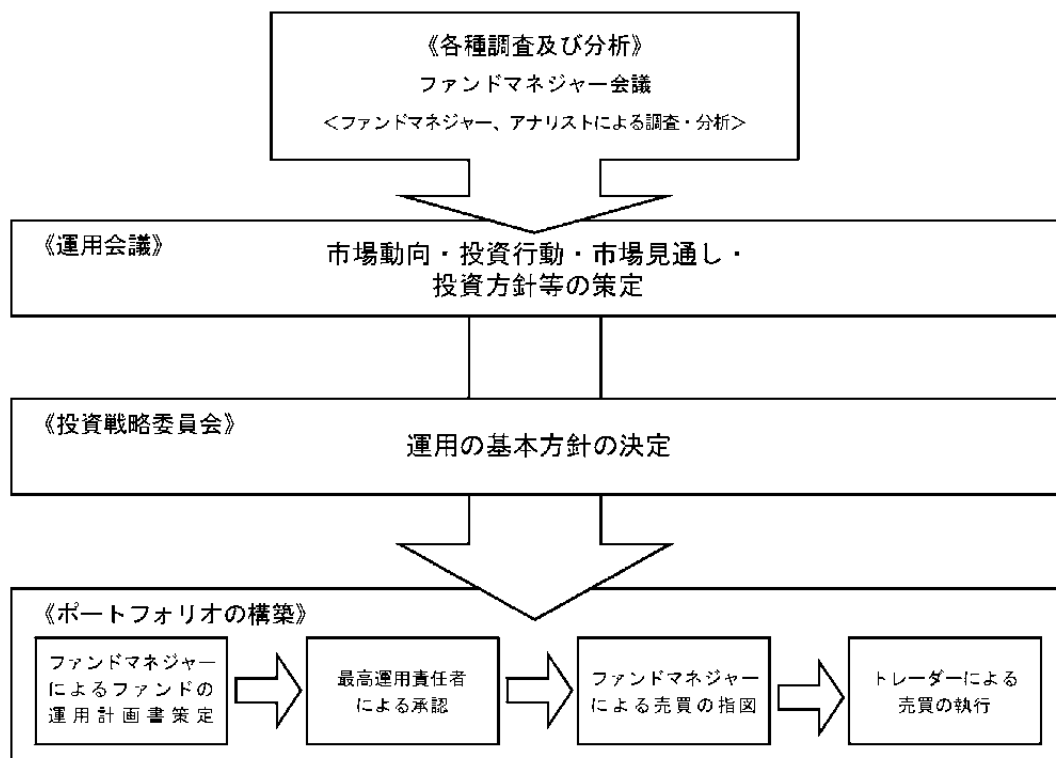 《各種調査及び分析》
ファンドマネジャー会議
＜ファンドマネジャー、アナリストによる調査・分析＞
《運用会議》
市場動向・投資行動・市場見通し・
投資方針等の策定
《投資戦略委員会》
運用の基本方針の決定
《ポートフォリオの構築》
ファンドマネジャー
によるファンドの
運用計画書策定
最高運用責任者
による承認
ファンドマネジャー
による売買の指図
トレーダーによる
売買の執行